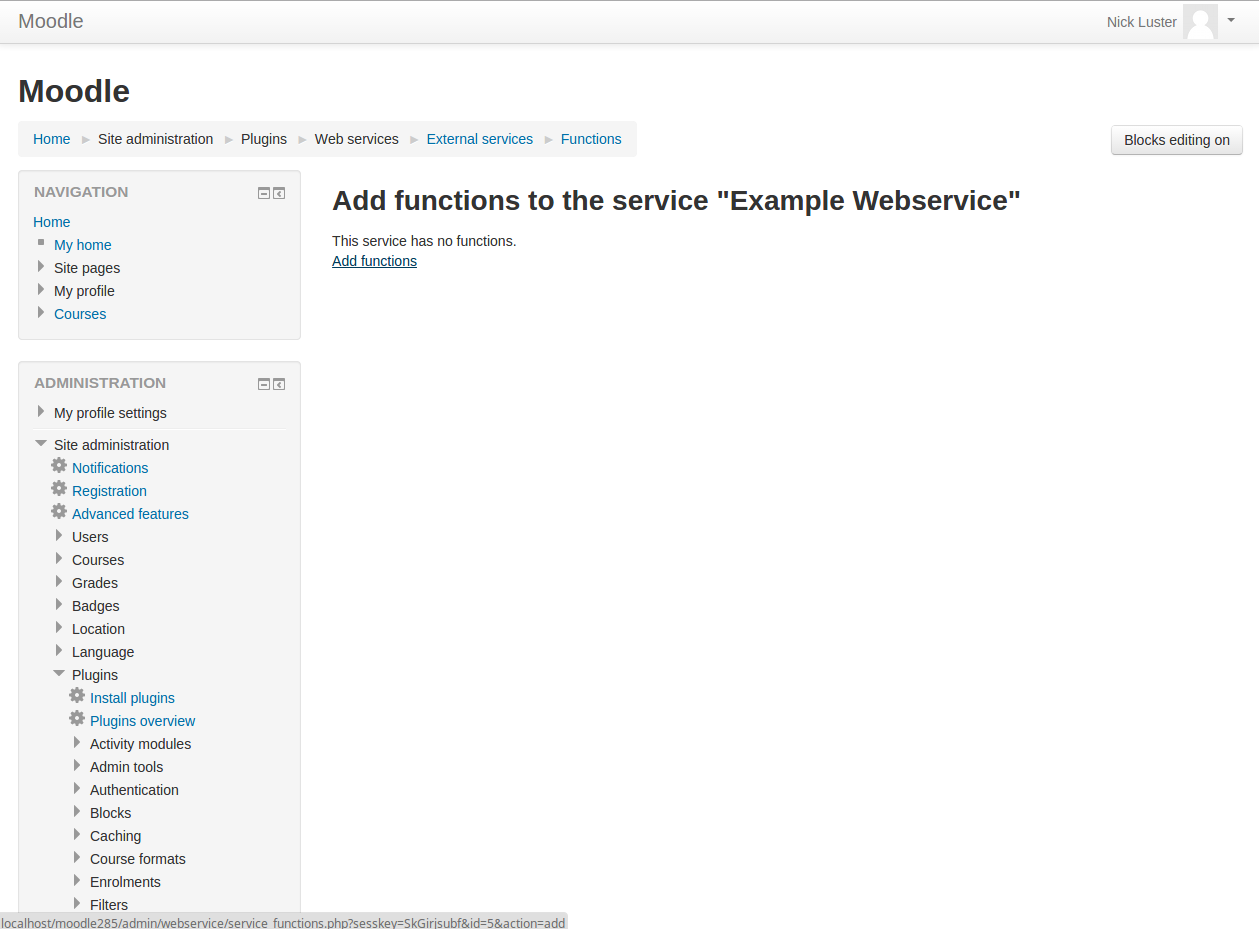 Moodle
Nick Luster
Moodle
Home ► Site administration ► Plugins ► Web services ► External services ► Functions
Blocks editing on
NAVIGATION
Home
My home
Site pages
My profile
Courses
Add functions to the service "Example Webservice"
This service has no functions.
Add functions
ADMINISTRATION
My profile settings
Site administration
Notifications
Registration
Advanced features
Users
Courses
Grades
Badges
Location
Language
Plugins
Install plugins
Plugins overview
Activity modules
Admin tools
Authentication
Blocks
Caching
Course formats
Enrolments
Filters
localhost/moodle285/admin/webservice/service_functions.php?sesskey=SkGirjsubf&id=5&action=add